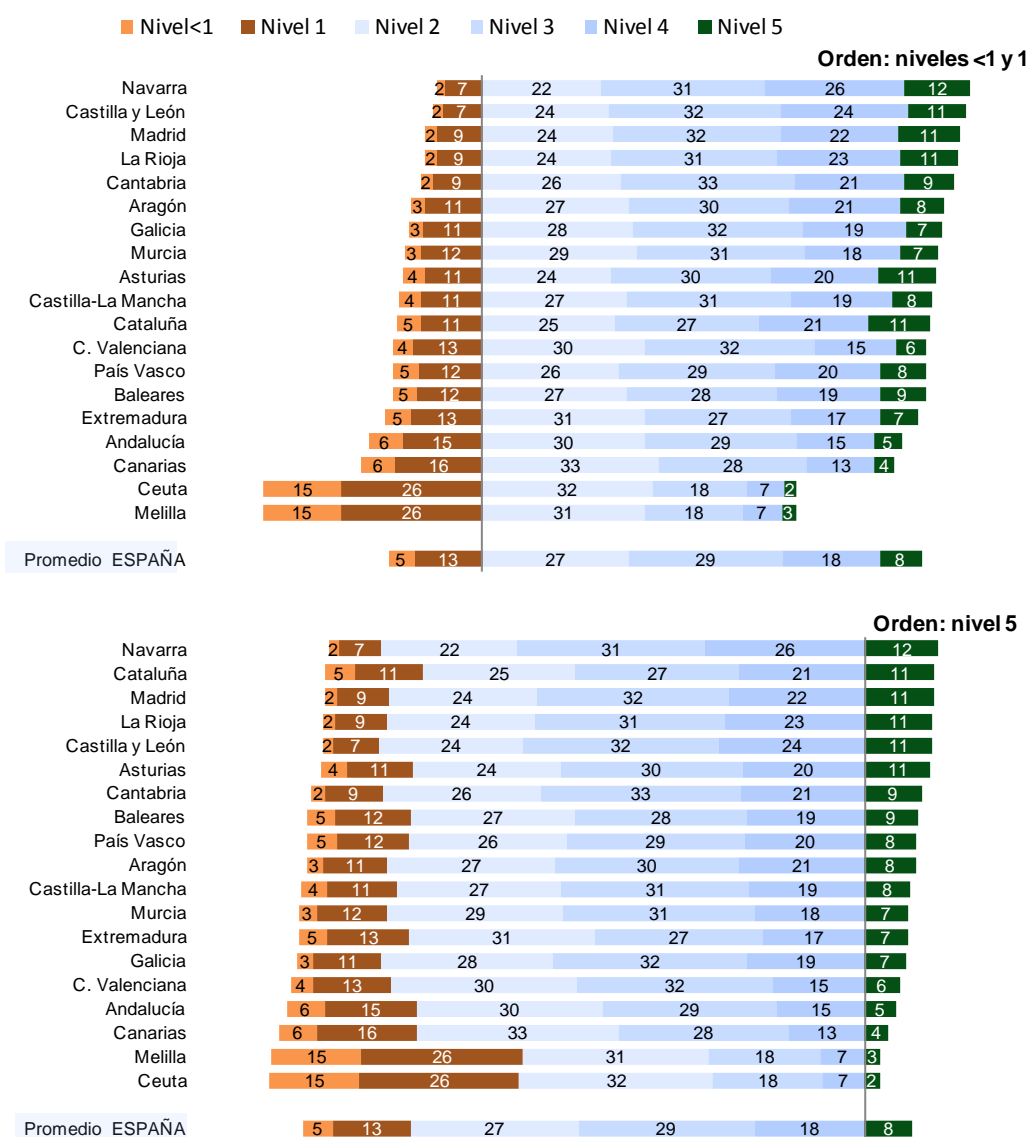 Nivel<1 Nivel 1 Nivel 2 Nivel 3 Nivel 4 Nivel 5
Orden: niveles <1 y 1
Navarra 2 7 22 31 26 12
Castilla y León 2 7 24 32 24 11
Madrid 2 9 24 32 22 11
La Rioja 2 9 24 31 23 11
Cantabria 2 9 26 33 21 9
Aragón 3 11 27 30 21 8
Galicia 3 11 28 32 19 7
Murcia 3 12 29 31 18 7
Asturias 4 11 24 30 20 11
Castilla-La Mancha 4 11 27 31 19 8
Cataluña 5 11 25 27 21 11
C. Valenciana 4 13 30 32 15 6
País Vasco 5 12 26 29 20 8
Baleares 5 12 27 28 19 9
Extremadura 5 13 31 27 17 7
Andalucía 6 15 30 29 15 5
Canarias 6 16 33 28 13 4
Ceuta 15 26 32 18 7 2
Melilla 15 26 31 18 7 3
Promedio ESPAÑA 5 13 27 29 18 8
Orden: nivel 5
Navarra 2 7 22 31 26 12
Cataluña 5 11 25 27 21 11
Madrid 2 9 24 32 22 11
La Rioja 2 9 24 31 23 11
Castilla y León 2 7 24 32 24 11
Asturias 4 11 24 30 20 11
Cantabria 2 9 26 33 21 9
Baleares 5 12 27 28 19 9
País Vasco 5 12 26 29 20 8
Aragón 3 11 27 30 21 8
Castilla-La Mancha 4 11 27 31 19 8
Murcia 3 12 29 31 18 7
Extremadura 5 13 31 27 17 7
Galicia 3 11 28 32 19 7
C. Valenciana 4 13 30 32 15 6
Andalucía 6 15 30 29 15 5
Canarias 6 16 33 28 13 4
Melilla 15 26 31 18 7 3
Ceuta 15 26 32 18 7 2
Promedio ESPAÑA 5 13 27 29 18 8